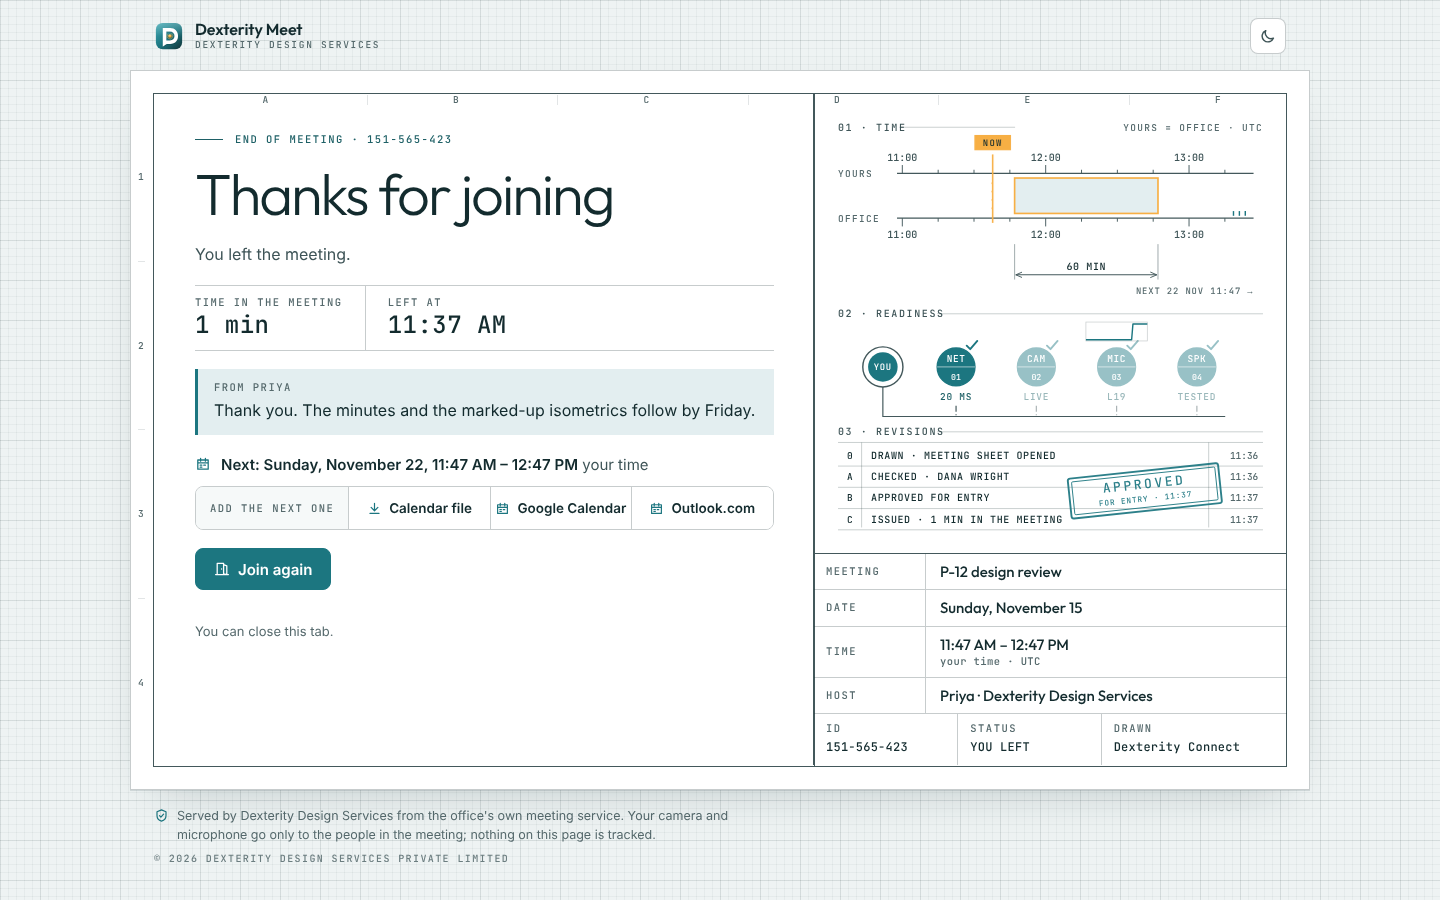 Dexterity Meet
DEXTERITY DESIGN SERVICES
A B C D E F
1
2
3
4
END OF MEETING · 151-565-423
Thanks for joining
You left the meeting.
TIME IN THE MEETING
1 min
LEFT AT
11:37 AM
FROM PRIYA
Thank you. The minutes and the marked-up isometrics follow by Friday.
Next: Sunday, November 22, 11:47 AM – 12:47 PM your time
ADD THE NEXT ONE
Calendar file
Google Calendar
Outlook.com
Join again
You can close this tab.
01 · TIME
YOURS = OFFICE · UTC
NOW
11:00 12:00 13:00
YOURS
OFFICE
11:00 12:00 13:00
60 MIN
NEXT 22 NOV 11:47 →
02 · READINESS
YOU
NET
01
20 MS
CAM
02
LIVE
MIC
03
L19
SPK
04
TESTED
03 · REVISIONS
0 DRAWN · MEETING SHEET OPENED 11:36
A CHECKED · DANA WRIGHT 11:36
B APPROVED FOR ENTRY 11:37
C ISSUED · 1 MIN IN THE MEETING 11:37
APPROVED
FOR ENTRY · 11:37
MEETING P-12 design review
DATE Sunday, November 15
TIME 11:47 AM – 12:47 PM
your time · UTC
HOST Priya · Dexterity Design Services
ID
151-565-423
STATUS
YOU LEFT
DRAWN
Dexterity Connect
Served by Dexterity Design Services from the office's own meeting service. Your camera and
microphone go only to the people in the meeting; nothing on this page is tracked.
© 2026 DEXTERITY DESIGN SERVICES PRIVATE LIMITED